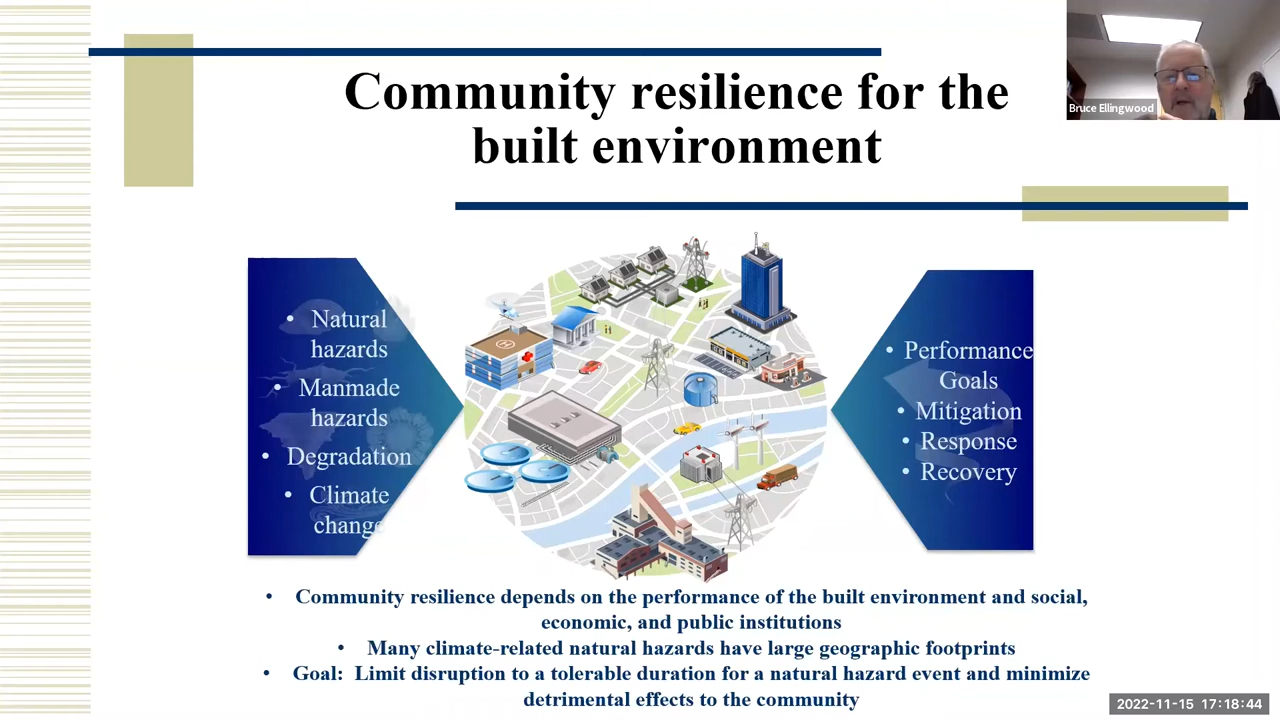 Community resilience for the
built environment
Bruce Ellingwood
• Natural
hazards
• Manmade
hazards
• Degradation
• Climate
change
H
• Performance
Goals
• Mitigation
• Response
• Recovery
• Community resilience depends on the performance of the built environment and social,
economic, and public institutions
• Many climate-related natural hazards have large geographic footprints
• Goal: Limit disruption to a tolerable duration for a natural hazard event and minimize
detrimental effects to the community
2022-11-15 17:18:44